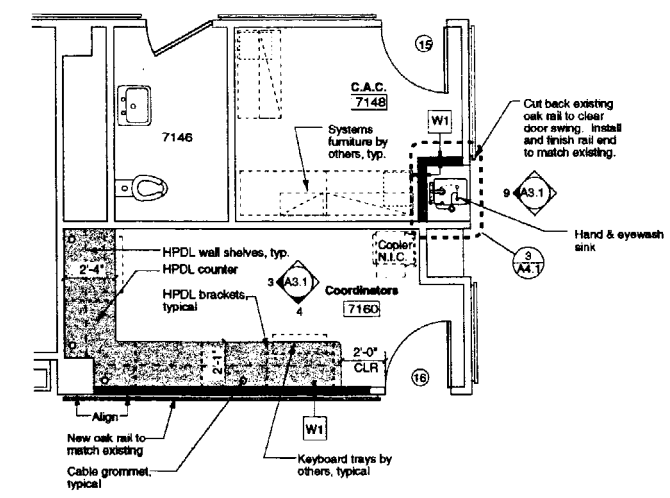 15
C.A.C.
7148
W1
Cut back existing
oak rail to clear
door swing. Install
and finish rail end
to match existing.
7146
Systems
furniture by
others, typ.
9
A3.1
Hand & eyewash
sink
3
A4.1
Copier
N.I.C.
HPDL wall shelves, typ.
2'-4"
HPDL counter
HPDL brackets,
typical
3
A3.1
4
Coordinators
7160
2'-1"
2'-0"
CLR
16
Align
W1
New oak rail to
match existing
Cable grommet,
typical
Keyboard trays by
others, typical